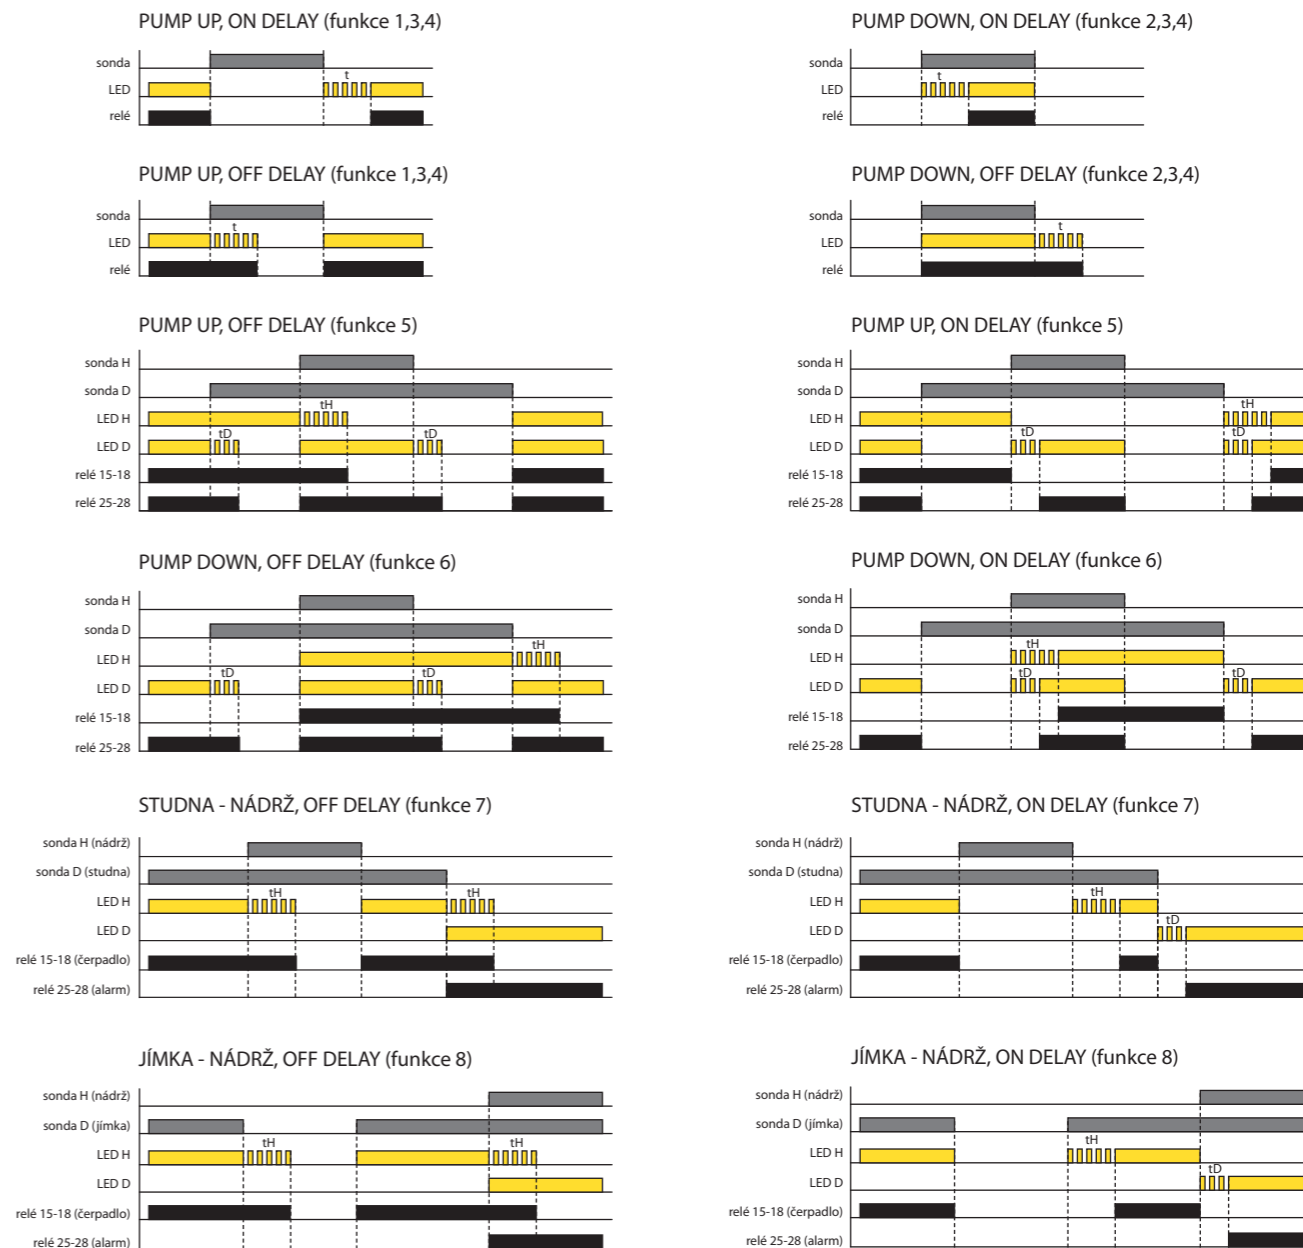 PUMP UP, ON DELAY (funkce 1,3,4)
sonda
t
LED
relé
PUMP DOWN, ON DELAY (funkce 2,3,4)
sonda
t
LED
relé
PUMP UP, OFF DELAY (funkce 1,3,4)
sonda
t
LED
relé
PUMP DOWN, OFF DELAY (funkce 2,3,4)
sonda
t
LED
relé
PUMP UP, OFF DELAY (funkce 5)
sonda H
sonda D
tH
LED H
tD tD
LED D
relé 15-18
relé 25-28
PUMP UP, ON DELAY (funkce 5)
sonda H
sonda D
tH
LED H
tD tD
LED D
relé 15-18
relé 25-28
PUMP DOWN, OFF DELAY (funkce 6)
sonda H
sonda D
tH
LED H
tD tD
LED D
relé 15-18
relé 25-28
PUMP DOWN, ON DELAY (funkce 6)
sonda H
sonda D
tH
LED H
tD tD
LED D
relé 15-18
relé 25-28
STUDNA - NÁDRŽ, OFF DELAY (funkce 7)
sonda H (nádrž)
sonda D (studna)
tH tH
LED H
LED D
relé 15-18 (čerpadlo)
relé 25-28 (alarm)
STUDNA - NÁDRŽ, ON DELAY (funkce 7)
sonda H (nádrž)
sonda D (studna)
tH
LED H
tD
LED D
relé 15-18 (čerpadlo)
relé 25-28 (alarm)
JÍMKA - NÁDRŽ, OFF DELAY (funkce 8)
sonda H (nádrž)
sonda D (jímka)
tH tH
LED H
LED D
relé 15-18 (čerpadlo)
relé 25-28 (alarm)
JÍMKA - NÁDRŽ, ON DELAY (funkce 8)
sonda H (nádrž)
sonda D (jímka)
tH
LED H
tD
LED D
relé 15-18 (čerpadlo)
relé 25-28 (alarm)